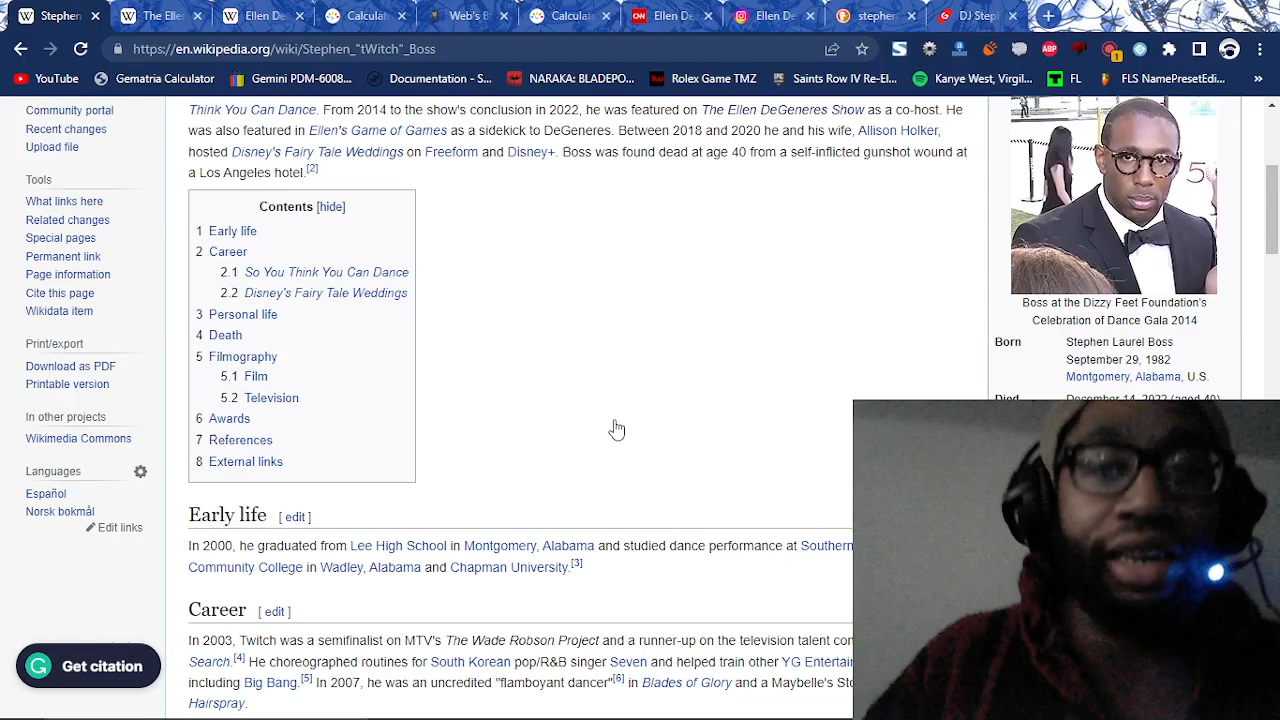 Stephen
The Ellen
Ellen De
Calculat
Web's B
Calculat
CNN
Ellen De
Ellen De
stephen
DJ Step
https://en.wikipedia.org/wiki/Stephen_"tWitch"_Boss
ABP
1
YouTube
Gematria Calculator
Gemini PDM-6008...
Documentation - S...
NARAKA: BLADEPO...
Rolex Game TMZ
Saints Row IV Re-El...
Kanye West, Virgil...
FL
FLS NamePresetEdi...
»
Community portal
Recent changes
Upload file
Tools
What links here
Related changes
Special pages
Permanent link
Page information
Cite this page
Wikidata item
Print/export
Download as PDF
Printable version
In other projects
Wikimedia Commons
Languages
Español
Norsk bokmål
Edit links
Get citation
Think You Can Dance. From 2014 to the show's conclusion in 2022, he was featured on The Ellen DeGeneres Show as a co-host. He
was also featured in Ellen's Game of Games as a sidekick to DeGeneres. Between 2018 and 2020 he and his wife, Allison Holker,
hosted Disney's Fairy Tale Weddings on Freeform and Disney+. Boss was found dead at age 40 from a self-inflicted gunshot wound at
a Los Angeles hotel.[2]
Contents [hide]
1 Early life
2 Career
2.1 So You Think You Can Dance
2.2 Disney's Fairy Tale Weddings
3 Personal life
4 Death
5 Filmography
5.1 Film
5.2 Television
6 Awards
7 References
8 External links
Early life [ edit ]
In 2000, he graduated from Lee High School in Montgomery, Alabama and studied dance performance at Southern
Community College in Wadley, Alabama and Chapman University.[3]
Career [ edit ]
In 2003, Twitch was a semifinalist on MTV's The Wade Robson Project and a runner-up on the television talent con
Search.[4] He choreographed routines for South Korean pop/R&B singer Seven and helped train other YG Entertai
including Big Bang.[5] In 2007, he was an uncredited "flamboyant dancer"[6] in Blades of Glory and a Maybelle's Sto
Hairspray.
5
Boss at the Dizzy Feet Foundation's
Celebration of Dance Gala 2014
Born Stephen Laurel Boss
September 29, 1982
Montgomery, Alabama, U.S.
Died December 14, 2022 (aged 40)